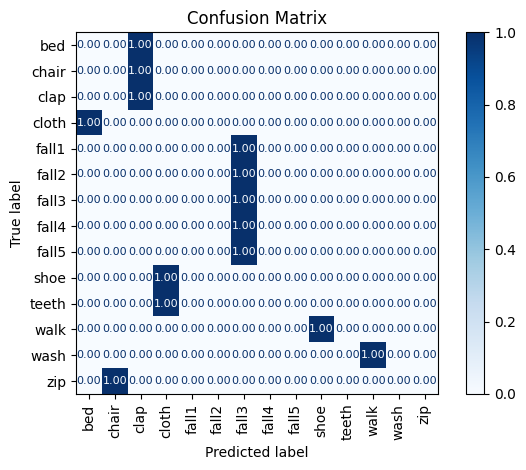 Confusion Matrix
bed 0.00 0.00 1.00 0.00 0.00 0.00 0.00 0.00 0.00 0.00 0.00 0.00 0.00 0.00
chair 0.00 0.00 1.00 0.00 0.00 0.00 0.00 0.00 0.00 0.00 0.00 0.00 0.00 0.00
clap 0.00 0.00 1.00 0.00 0.00 0.00 0.00 0.00 0.00 0.00 0.00 0.00 0.00 0.00
cloth 1.00 0.00 0.00 0.00 0.00 0.00 0.00 0.00 0.00 0.00 0.00 0.00 0.00 0.00
fall1 0.00 0.00 0.00 0.00 0.00 0.00 1.00 0.00 0.00 0.00 0.00 0.00 0.00 0.00
fall2 0.00 0.00 0.00 0.00 0.00 0.00 1.00 0.00 0.00 0.00 0.00 0.00 0.00 0.00
fall3 0.00 0.00 0.00 0.00 0.00 0.00 1.00 0.00 0.00 0.00 0.00 0.00 0.00 0.00
fall4 0.00 0.00 0.00 0.00 0.00 0.00 1.00 0.00 0.00 0.00 0.00 0.00 0.00 0.00
fall5 0.00 0.00 0.00 0.00 0.00 0.00 1.00 0.00 0.00 0.00 0.00 0.00 0.00 0.00
shoe 0.00 0.00 0.00 1.00 0.00 0.00 0.00 0.00 0.00 0.00 0.00 0.00 0.00 0.00
teeth 0.00 0.00 0.00 1.00 0.00 0.00 0.00 0.00 0.00 0.00 0.00 0.00 0.00 0.00
walk 0.00 0.00 0.00 0.00 0.00 0.00 0.00 0.00 0.00 1.00 0.00 0.00 0.00 0.00
wash 0.00 0.00 0.00 0.00 0.00 0.00 0.00 0.00 0.00 0.00 0.00 1.00 0.00 0.00
zip 0.00 1.00 0.00 0.00 0.00 0.00 0.00 0.00 0.00 0.00 0.00 0.00 0.00 0.00
bed chair clap cloth fall1 fall2 fall3 fall4 fall5 shoe teeth walk wash zip
Predicted label
True label
1.0
0.8
0.6
0.4
0.2
0.0